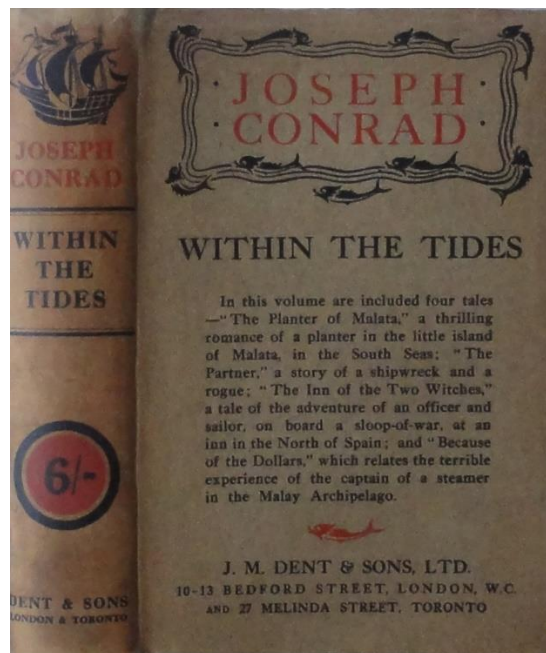 JOSEPH
CONRAD
WITHIN
THE
TIDES
6/-
DENT & SONS
LONDON & TORONTO
· JOSEPH ·
· CONRAD ·
WITHIN THE TIDES
In this volume are included four tales
—"The Planter of Malata," a thrilling
romance of a planter in the little island
of Malata, in the South Seas; "The
Partner," a story of a shipwreck and a
rogue; "The Inn of the Two Witches,"
a tale of the adventure of an officer and
sailor, on board a sloop-of-war, at an
inn in the North of Spain; and "Because
of the Dollars," which relates the terrible
experience of the captain of a steamer
in the Malay Archipelago.
J. M. DENT & SONS, LTD.
10-13 BEDFORD STREET, LONDON, W.C.
AND 27 MELINDA STREET, TORONTO